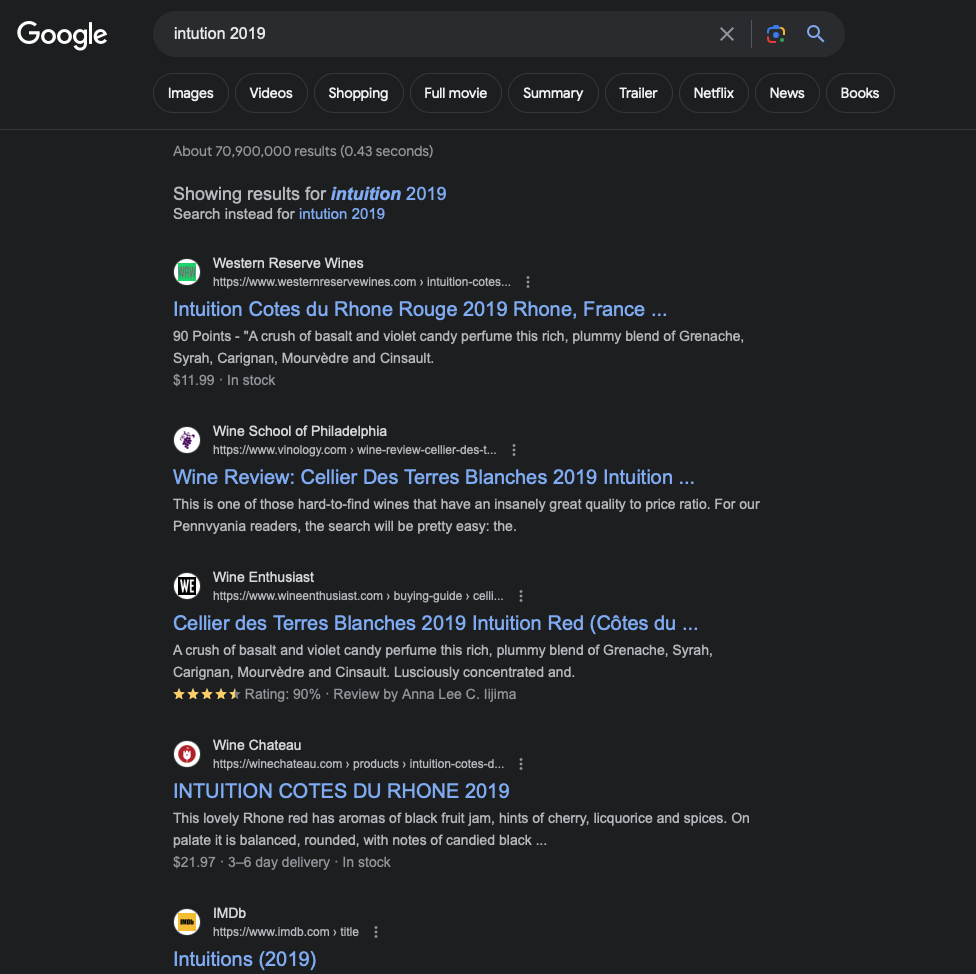 Google
intution 2019
Images Videos Shopping Full movie Summary Trailer Netflix News Books
About 70,900,000 results (0.43 seconds)
Showing results for intuition 2019
Search instead for intution 2019
Western Reserve Wines
https://www.westernreservewines.com › intuition-cotes...
Intuition Cotes du Rhone Rouge 2019 Rhone, France ...
90 Points - "A crush of basalt and violet candy perfume this rich, plummy blend of Grenache,
Syrah, Carignan, Mourvèdre and Cinsault.
$11.99 · In stock
Wine School of Philadelphia
https://www.vinology.com › wine-review-cellier-des-t...
Wine Review: Cellier Des Terres Blanches 2019 Intuition ...
This is one of those hard-to-find wines that have an insanely great quality to price ratio. For our
Pennvyania readers, the search will be pretty easy: the.
WE
Wine Enthusiast
https://www.wineenthusiast.com › buying-guide › celli...
Cellier des Terres Blanches 2019 Intuition Red (Côtes du ...
A crush of basalt and violet candy perfume this rich, plummy blend of Grenache, Syrah,
Carignan, Mourvèdre and Cinsault. Lusciously concentrated and.
Rating: 90% · Review by Anna Lee C. Iijima
Wine Chateau
https://winechateau.com › products › intuition-cotes-d...
INTUITION COTES DU RHONE 2019
This lovely Rhone red has aromas of black fruit jam, hints of cherry, licquorice and spices. On
palate it is balanced, rounded, with notes of candied black ...
$21.97 · 3–6 day delivery · In stock
IMDb
IMDb
https://www.imdb.com › title
Intuitions (2019)